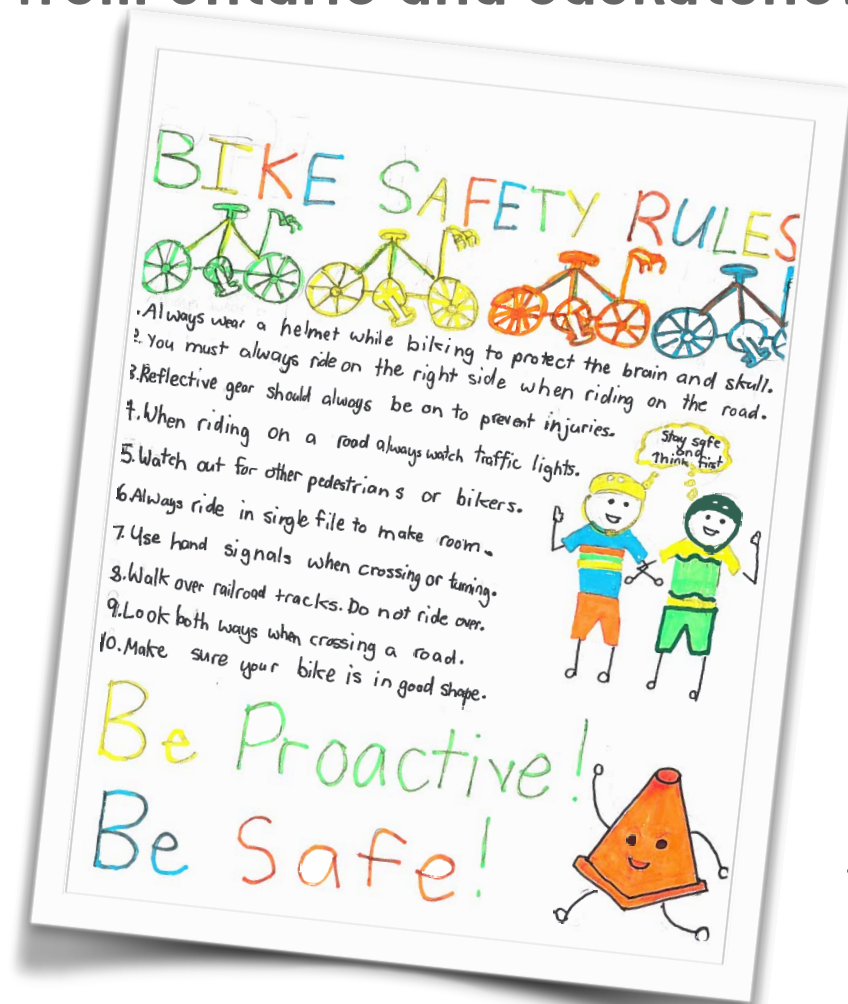 from Ontario and Saskatchew
BIKE SAFETY RULES
1. Always wear a helmet while biking to protect the brain and skull.
2. You must always ride on the right side when riding on the road.
3. Reflective gear should always be on to prevent injuries.
4. When riding on a road always watch traffic lights.
5. Watch out for other pedestrians or bikers.
6. Always ride in single file to make room.
7. Use hand signals when crossing or turning.
8. Walk over railroad tracks. Do not ride over.
9. Look both ways when crossing a road.
10. Make sure your bike is in good shape.
Stay safe
and
Think first
Be Proactive!
Be Safe!